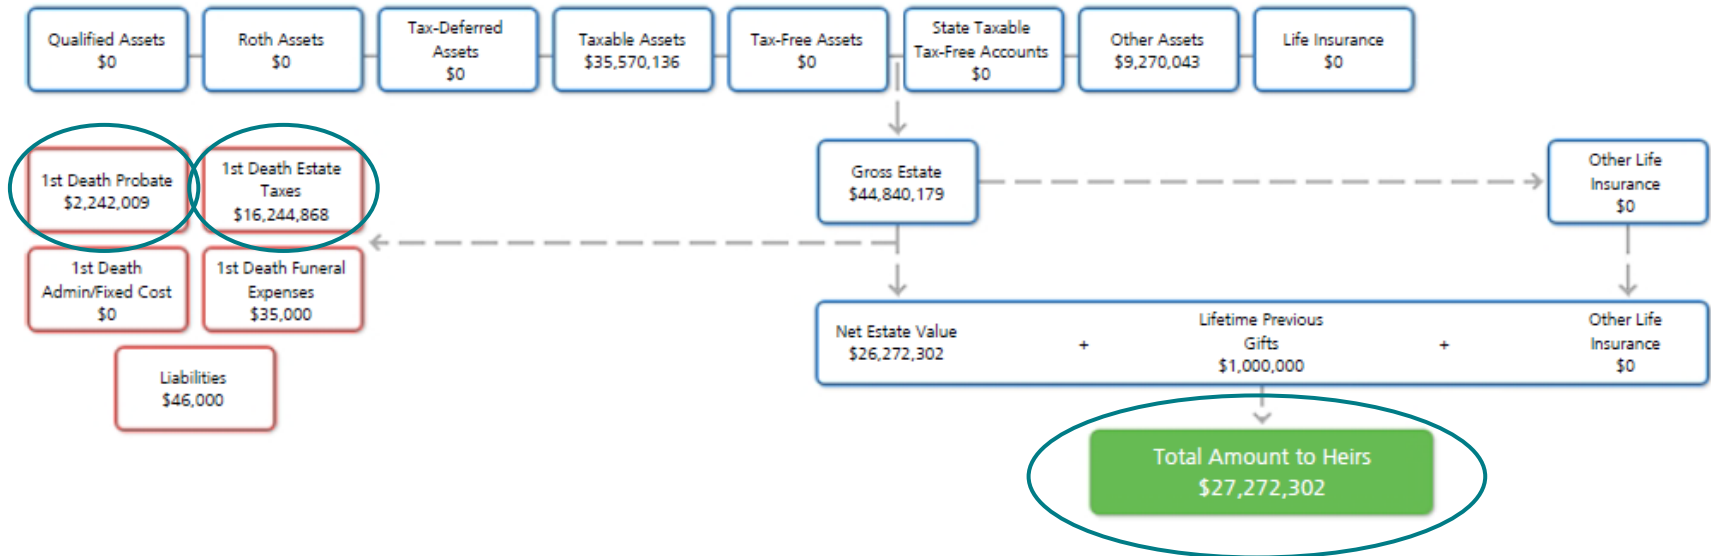 Qualified Assets
$0
Roth Assets
$0
Tax-Deferred
Assets
$0
Taxable Assets
$35,570,136
Tax-Free Assets
$0
State Taxable
Tax-Free Accounts
$0
Other Assets
$9,270,043
Life Insurance
$0
1st Death Probate
$2,242,009
1st Death Estate
Taxes
$16,244,868
Gross Estate
$44,840,179
Other Life
Insurance
$0
1st Death
Admin/Fixed Cost
$0
1st Death Funeral
Expenses
$35,000
Net Estate Value
$26,272,302
+
Lifetime Previous
Gifts
$1,000,000
+
Other Life
Insurance
$0
Liabilities
$46,000
Total Amount to Heirs
$27,272,302